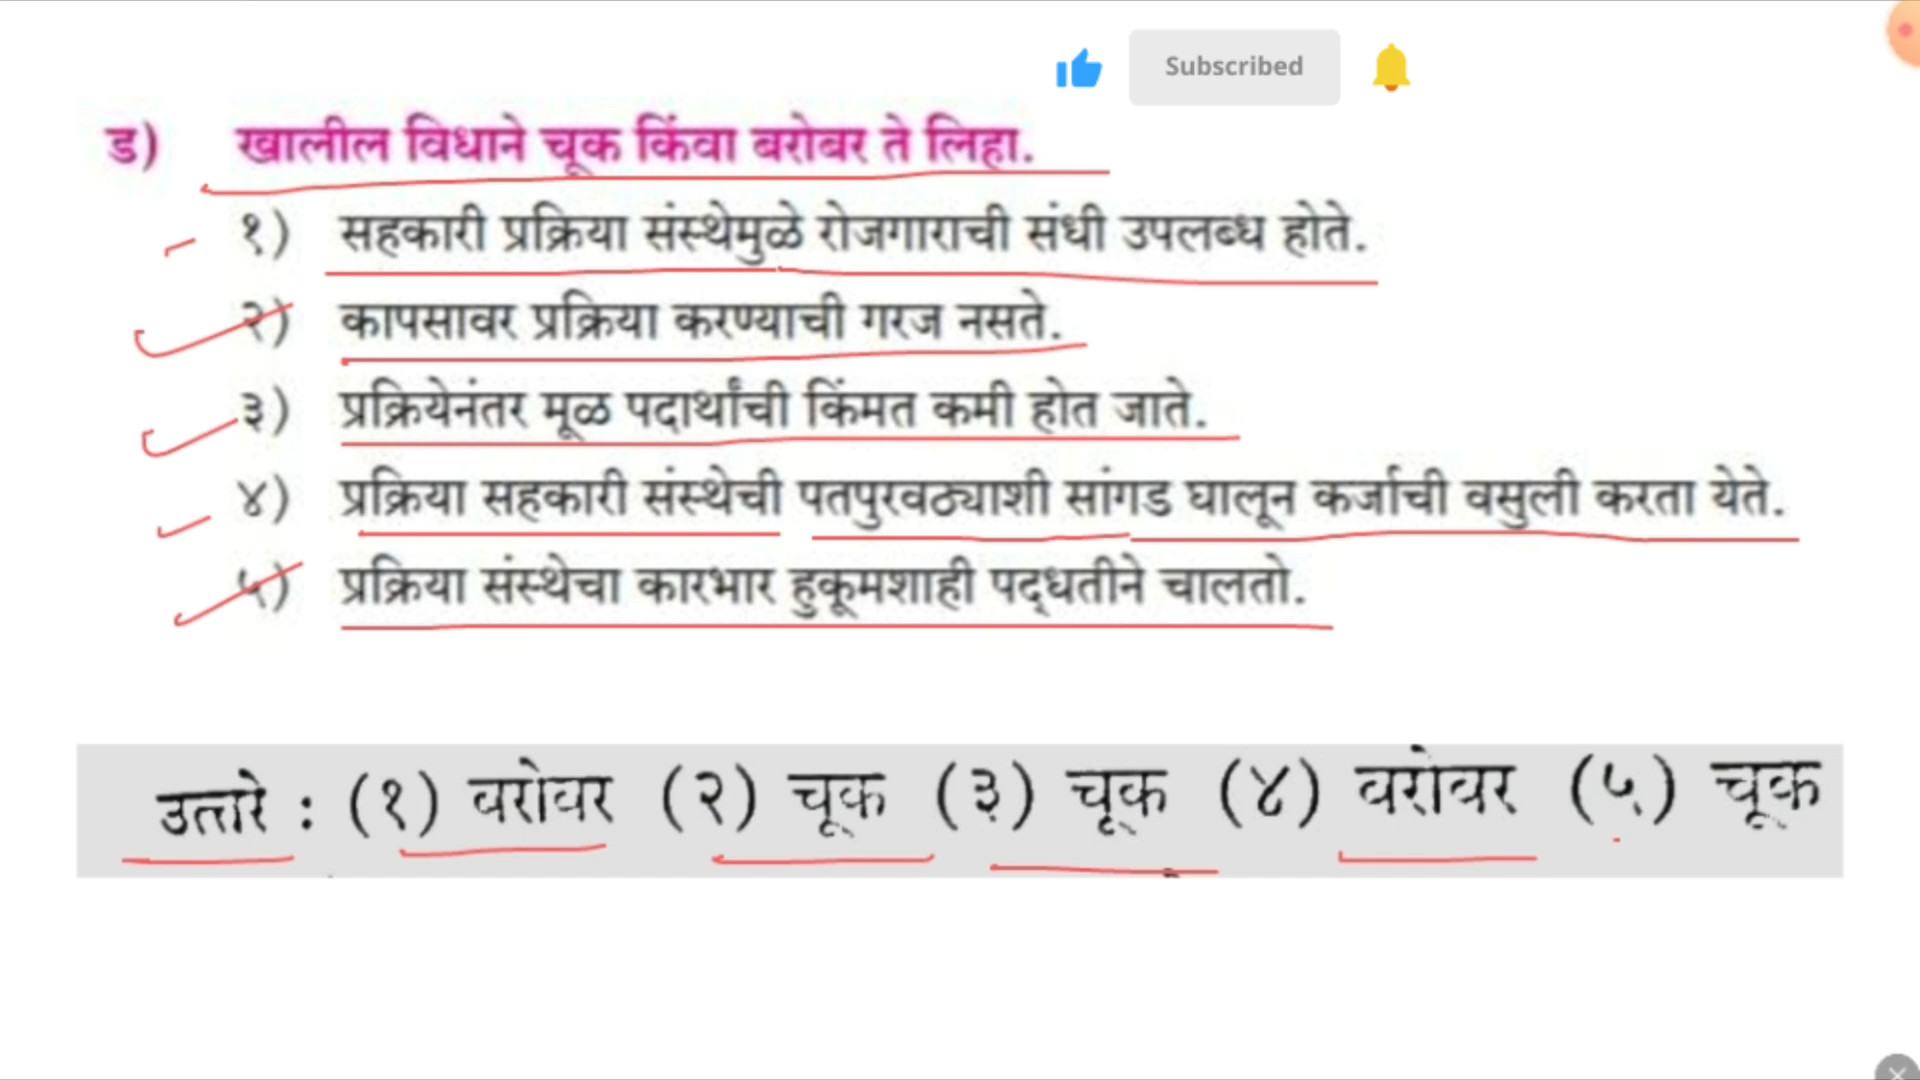 Subscribed
ड) खालील विधाने चूक किंवा बरोबर ते लिहा.
१) सहकारी प्रक्रिया संस्थेमुळे रोजगाराची संधी उपलब्ध होते.
२) कापसावर प्रक्रिया करण्याची गरज नसते.
३) प्रक्रियेनंतर मूळ पदार्थांची किंमत कमी होत जाते.
४) प्रक्रिया सहकारी संस्थेची पतपुरवठ्याशी सांगड घालून कर्जाची वसुली करता येते.
५) प्रक्रिया संस्थेचा कारभार हुकूमशाही पद्धतीने चालतो.
उत्तरे : (१) बरोबर (२) चूक (३) चूक (४) बरोबर (५) चूक